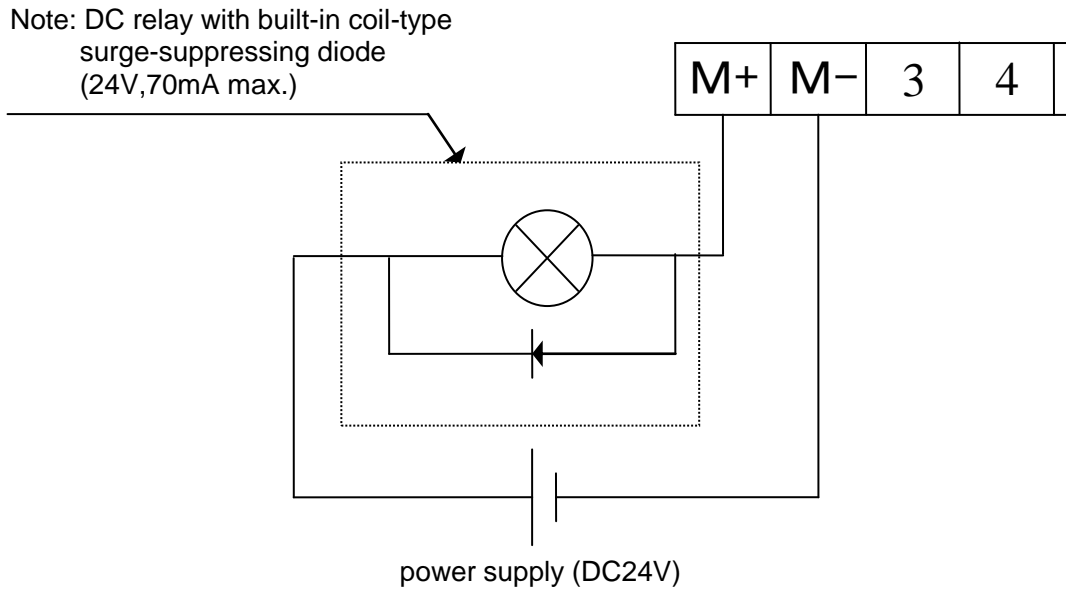 Note: DC relay with built-in coil-type
surge-suppressing diode
(24V,70mA max.)
M+ M− 3 4
power supply (DC24V)